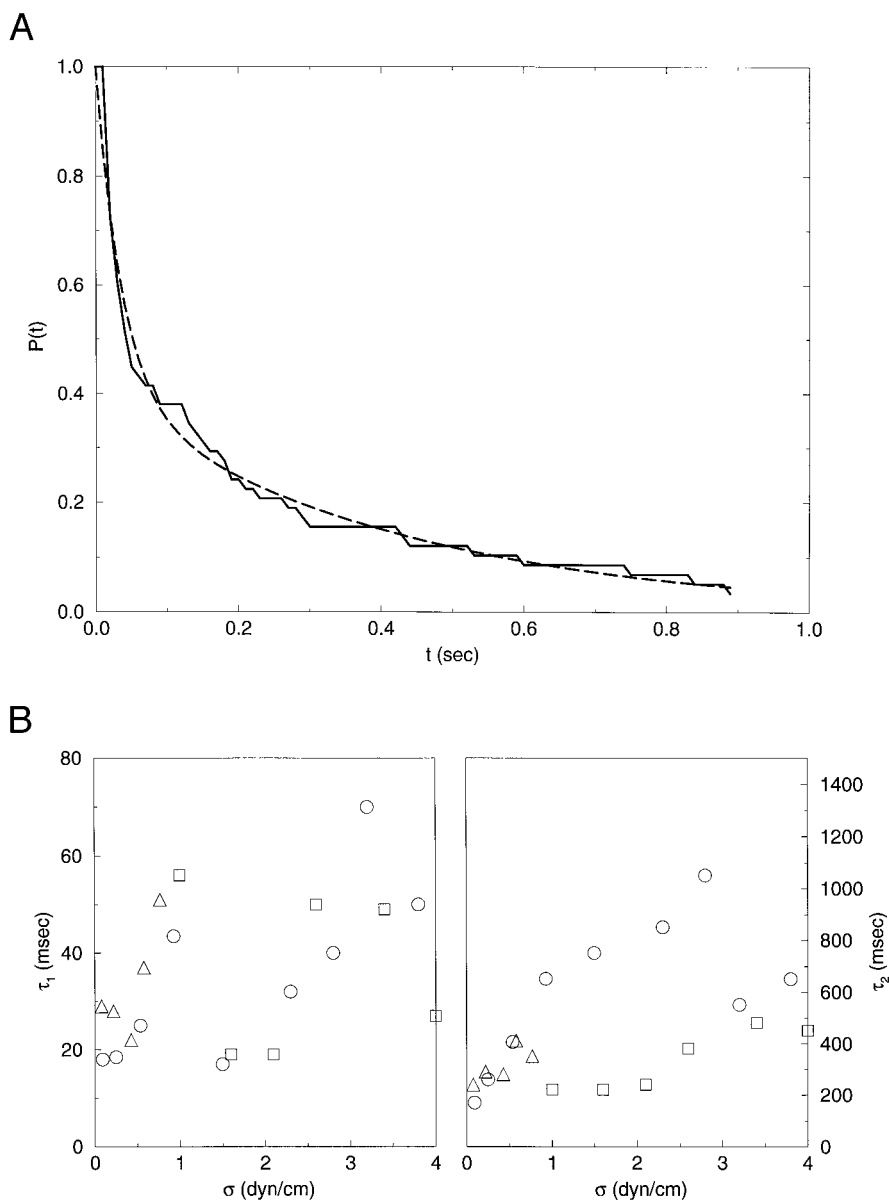 A
1.0
0.8
0.6
P(t)
0.4
0.2
0.0
0.0 0.2 0.4 0.6 0.8 1.0
t (sec)
B
80
60
40
20
0
τ₁ (msec)
0 1 2 3 4
σ (dyn/cm)
1400
1200
1000
800
600
400
200
0
τ₂ (msec)
0 1 2 3 4
σ (dyn/cm)